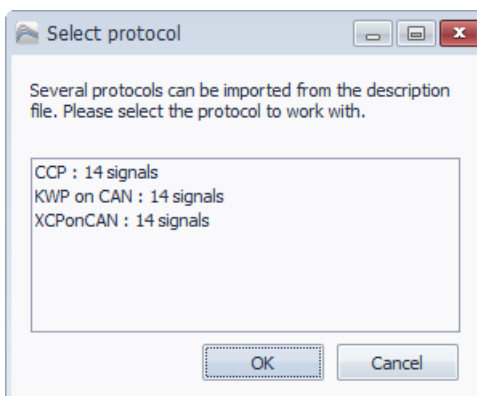 Select protocol
Several protocols can be imported from the description
file. Please select the protocol to work with.
CCP : 14 signals
KWP on CAN : 14 signals
XCPonCAN : 14 signals
OK
Cancel